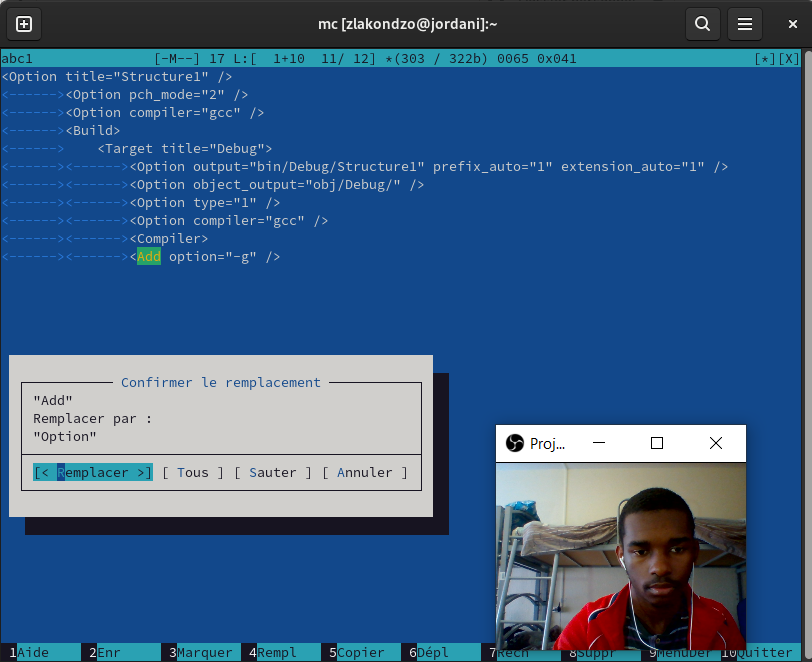 mc [zlakondzo@jordani]:~
abc1 [-M--] 17 L:[ 1+10 11/ 12] *(303 / 322b) 0065 0x041 [*][X]
<Option title="Structure1" />
<------><Option pch_mode="2" />
<------><Option compiler="gcc" />
<------><Build>
<------>    <Target title="Debug">
<------><------><Option output="bin/Debug/Structure1" prefix_auto="1" extension_auto="1" />
<------><------><Option object_output="obj/Debug/" />
<------><------><Option type="1" />
<------><------><Option compiler="gcc" />
<------><------><Compiler>
<------><------><Add option="-g" />
Confirmer le remplacement
"Add"
Remplacer par :
"Option"
[< Remplacer >] [ Tous ] [ Sauter ] [ Annuler ]
Proj...
1Aide 2Enr 3Marquer 4Rempl 5Copier 6Dépl 7Rech 8Suppr 9MenuDér 10Quitter